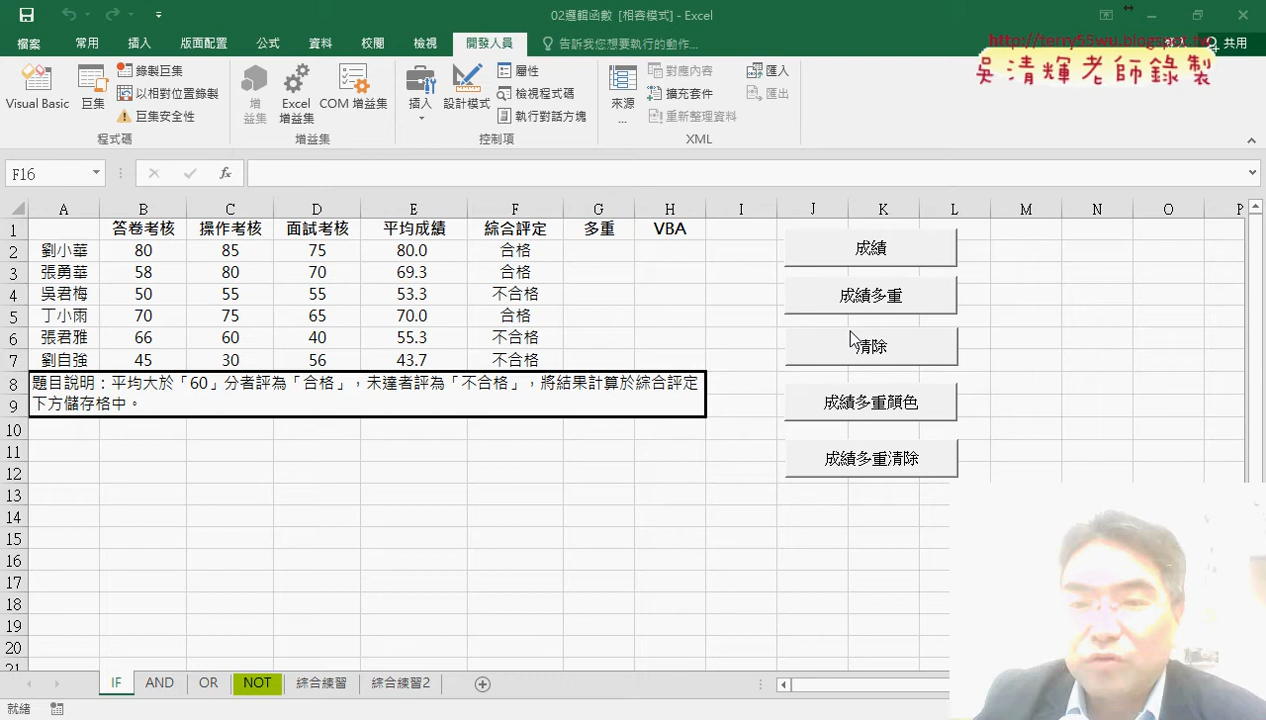 02邏輯函數 [相容模式] - Excel
檔案 常用 插入 版面配置 公式 資料 校閱 檢視 開發人員 告訴我您想要執行的動作... 登入 共用
http://terry55wu.blogspot.tw
吳清輝老師錄製
Visual Basic 巨集 錄製巨集 以相對位置錄製 巨集安全性
增益集 Excel 增益集 COM 增益集
插入 設計模式 屬性 檢視程式碼 執行對話方塊
來源... 對應內容 擴充套件 重新整理資料 匯入 匯出
程式碼 增益集 控制項 XML
F16 fx
A B C D E F G H I J K L M N O P
1 答卷考核 操作考核 面試考核 平均成績 綜合評定 多重 VBA
2 劉小華 80 85 75 80.0 合格
3 張勇華 58 80 70 69.3 合格
4 吳君梅 50 55 55 53.3 不合格
5 丁小雨 70 75 65 70.0 合格
6 張君雅 66 60 40 55.3 不合格
7 劉自強 45 30 56 43.7 不合格
8 題目說明：平均大於「60」分者評為「合格」，未達者評為「不合格」，將結果計算於綜合評定
9 下方儲存格中。
10
11
12
13
14
15
16
17
18
19
20
21
成績
成績多重
清除
成績多重顏色
成績多重清除
IF AND OR NOT 綜合練習 綜合練習2
就緒